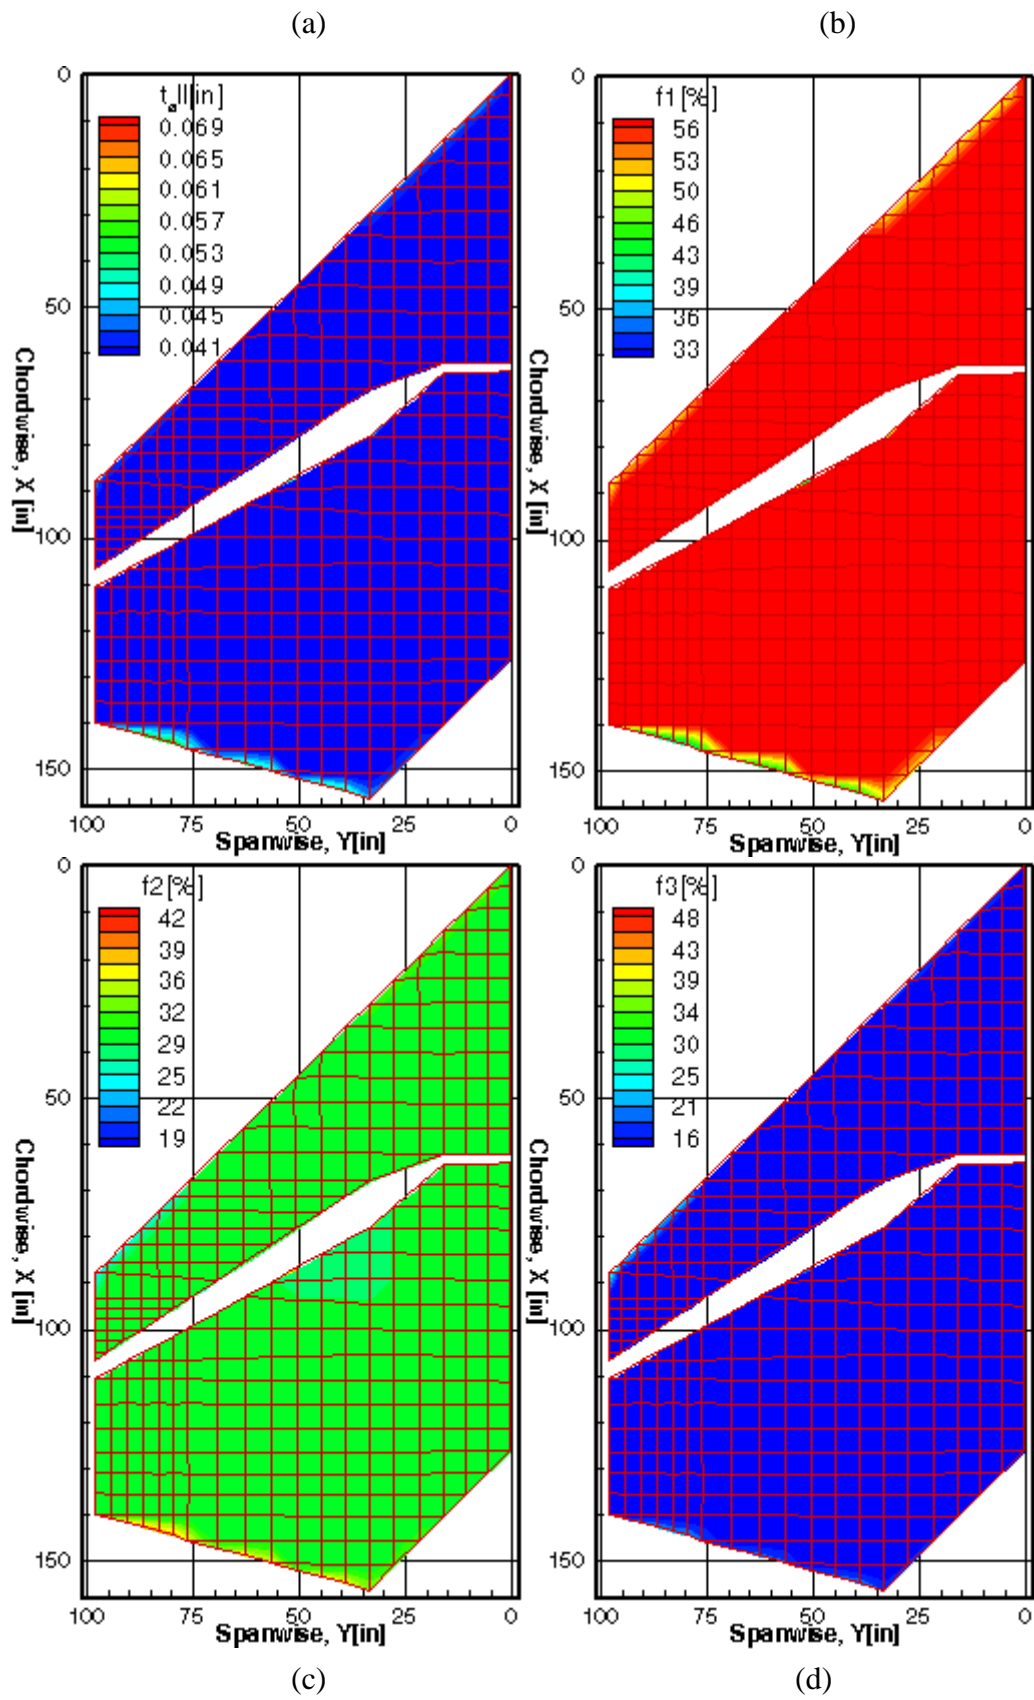 (a)
(b)
t_all[in]
0.069
0.065
0.061
0.057
0.053
0.049
0.045
0.041
0
50
100
150
Chordwise, X [in]
100 75 50 25 0
Spanwise, Y[in]
f1[%]
56
53
50
46
43
39
36
33
0
50
100
150
Chordwise, X [in]
100 75 50 25 0
Spanwise, Y[in]
f2[%]
42
39
36
32
29
25
22
19
0
50
100
150
Chordwise, X [in]
100 75 50 25 0
Spanwise, Y[in]
f3[%]
48
43
39
34
30
25
21
16
0
50
100
150
Chordwise, X [in]
100 75 50 25 0
Spanwise, Y[in]
(c)
(d)